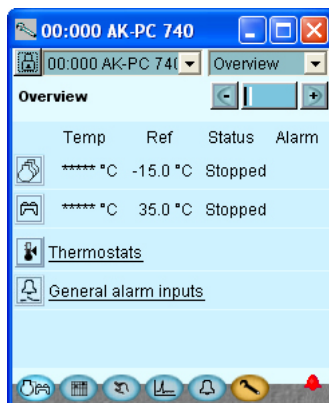 00:000 AK-PC 740
00:000 AK-PC 74( Overview
Overview
Temp Ref Status Alarm
***** °C -15.0 °C Stopped
***** °C 35.0 °C Stopped
Thermostats
General alarm inputs